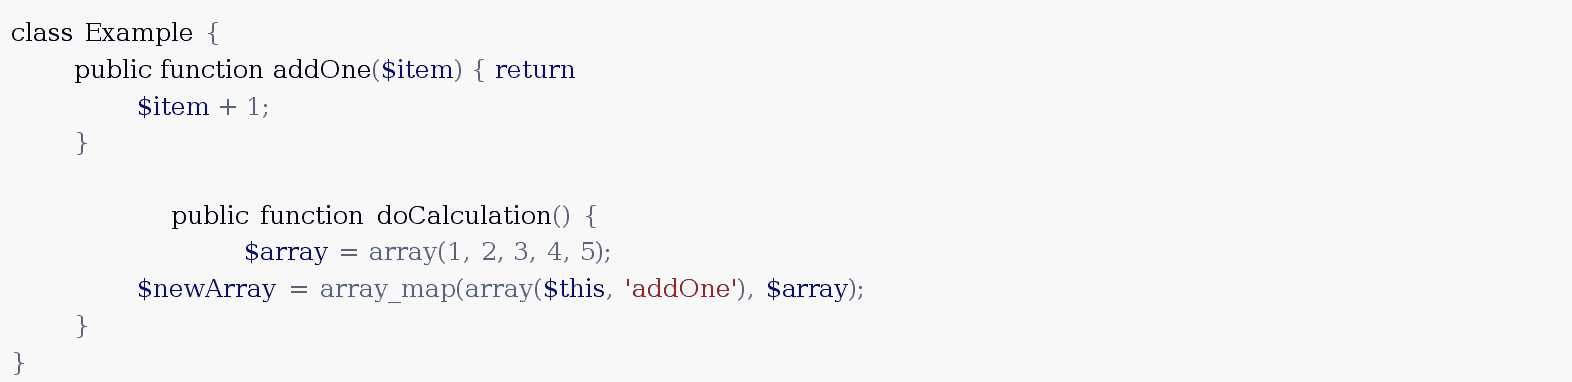 class Example {
public function addOne($item) { return
$item + 1;
}
public function doCalculation() {
$array = array(1, 2, 3, 4, 5);
$newArray = array_map(array($this, 'addOne'), $array);
}
}